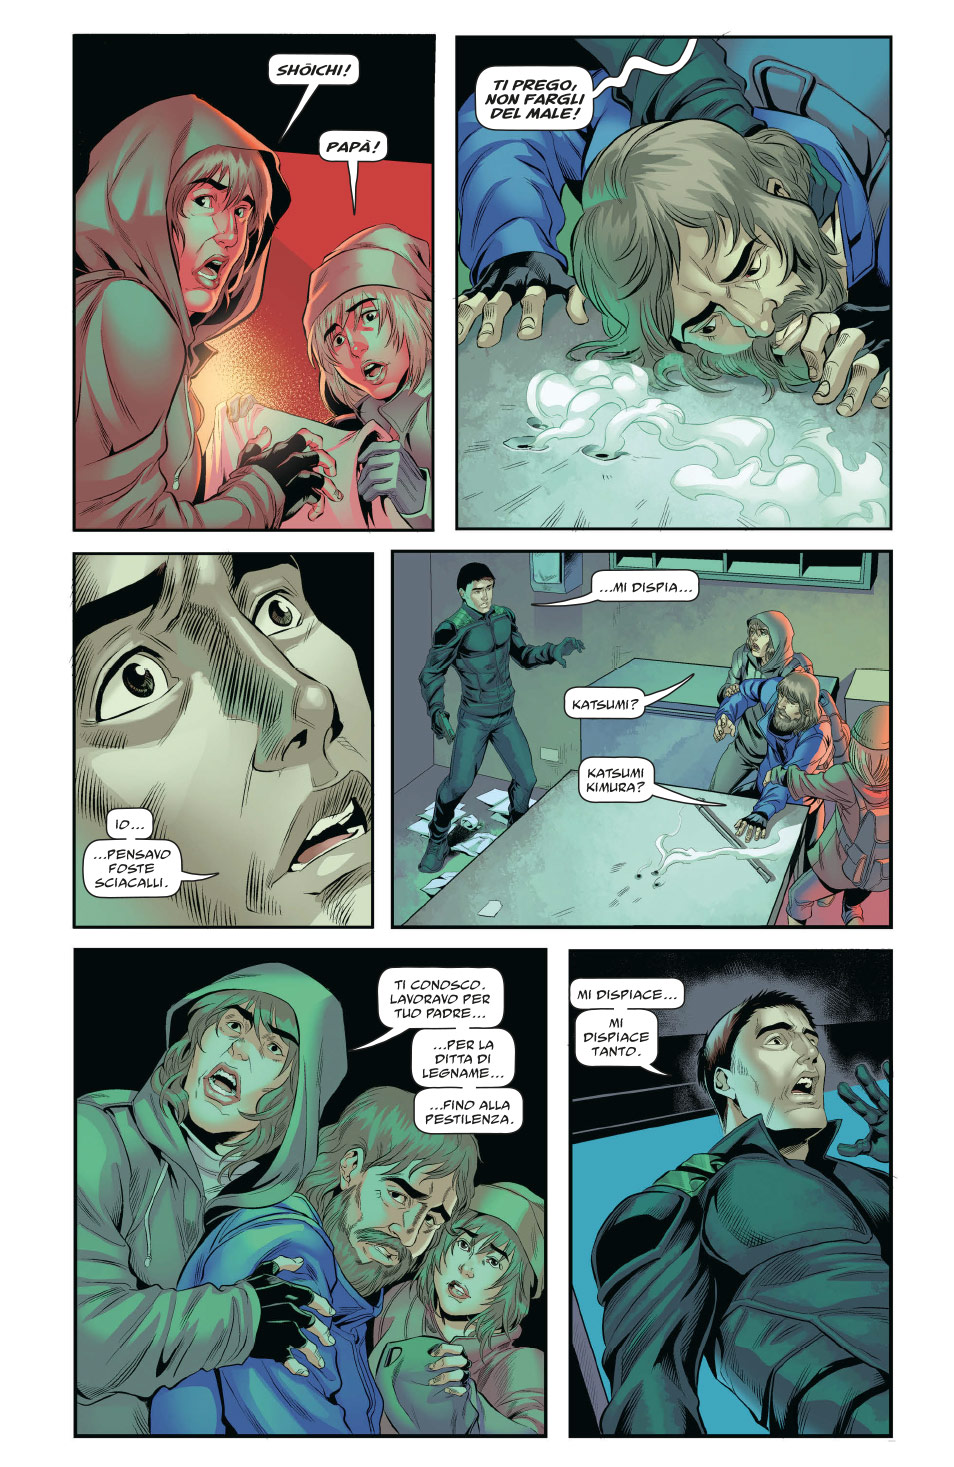 SHŌICHI!
PAPÀ!
TI PREGO,
NON FARGLI
DEL MALE!
IO...
...PENSAVO
FOSTE
SCIACALLI.
...MI DISPIA...
KATSUMI?
KATSUMI
KIMURA?
TI CONOSCO.
LAVORAVO PER
TUO PADRE...
...PER LA
DITTA DI
LEGNAME...
...FINO ALLA
PESTILENZA.
MI DISPIACE...
MI
DISPIACE
TANTO.